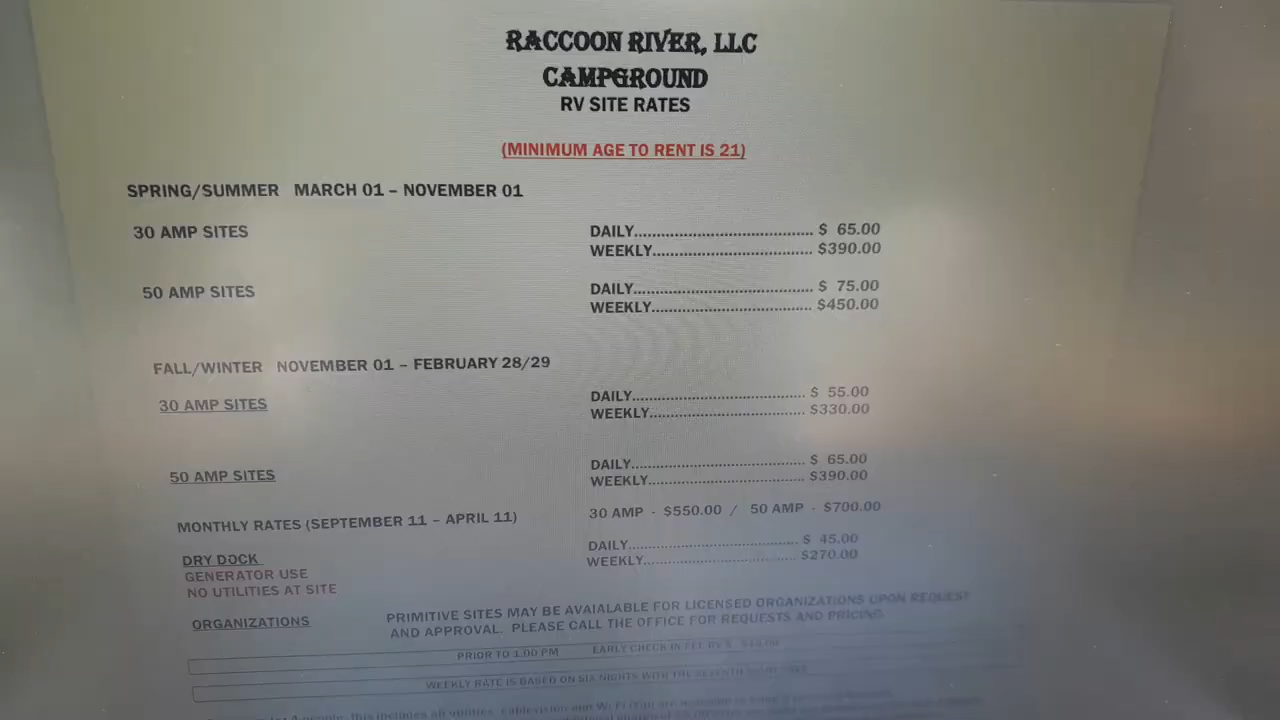 RACCOON RIVER, LLC
CAMPGROUND
RV SITE RATES
(MINIMUM AGE TO RENT IS 21)
SPRING/SUMMER MARCH 01 – NOVEMBER 01
30 AMP SITES DAILY..................................... $ 65.00
WEEKLY................................. $390.00
50 AMP SITES DAILY..................................... $ 75.00
WEEKLY................................. $450.00
FALL/WINTER NOVEMBER 01 – FEBRUARY 28/29
30 AMP SITES DAILY..................................... $ 55.00
WEEKLY................................. $330.00
50 AMP SITES DAILY..................................... $ 65.00
WEEKLY................................. $390.00
MONTHLY RATES (SEPTEMBER 11 – APRIL 11) 30 AMP - $550.00 / 50 AMP - $700.00
DRY DOCK DAILY..................................... $ 45.00
GENERATOR USE WEEKLY................................. $270.00
NO UTILITIES AT SITE
ORGANIZATIONS PRIMITIVE SITES MAY BE AVAIALABLE FOR LICENSED ORGANIZATIONS UPON REQUEST
AND APPROVAL. PLEASE CALL THE OFFICE FOR REQUESTS AND PRICING.
PRIOR TO 1:00 PM EARLY CHECK IN FEE
WEEKLY RATE IS BASED ON SIX NIGHTS WITH THE SEVENTH